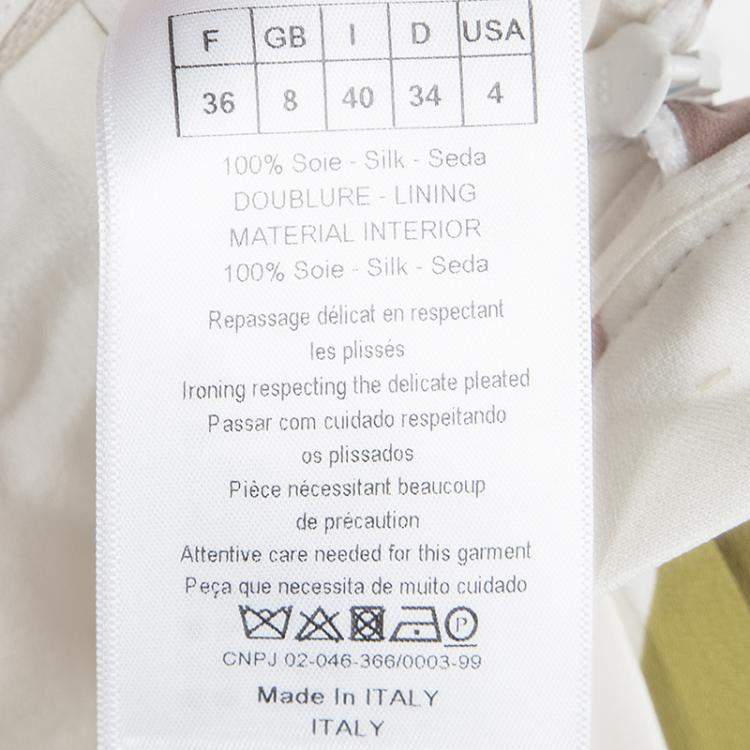 F GB I D USA
36 8 40 34 4
100% Soie - Silk - Seda
DOUBLURE - LINING
MATERIAL INTERIOR
100% Soie - Silk - Seda
Repassage délicat en respectant
les plissés
Ironing respecting the delicate pleated
Passar com cuidado respeitando
os plissados
Pièce nécessitant beaucoup
de précaution
Attentive care needed for this garment
Peça que necessita de muito cuidado
P
CNPJ 02-046-366/0003-99
Made In ITALY
ITALY